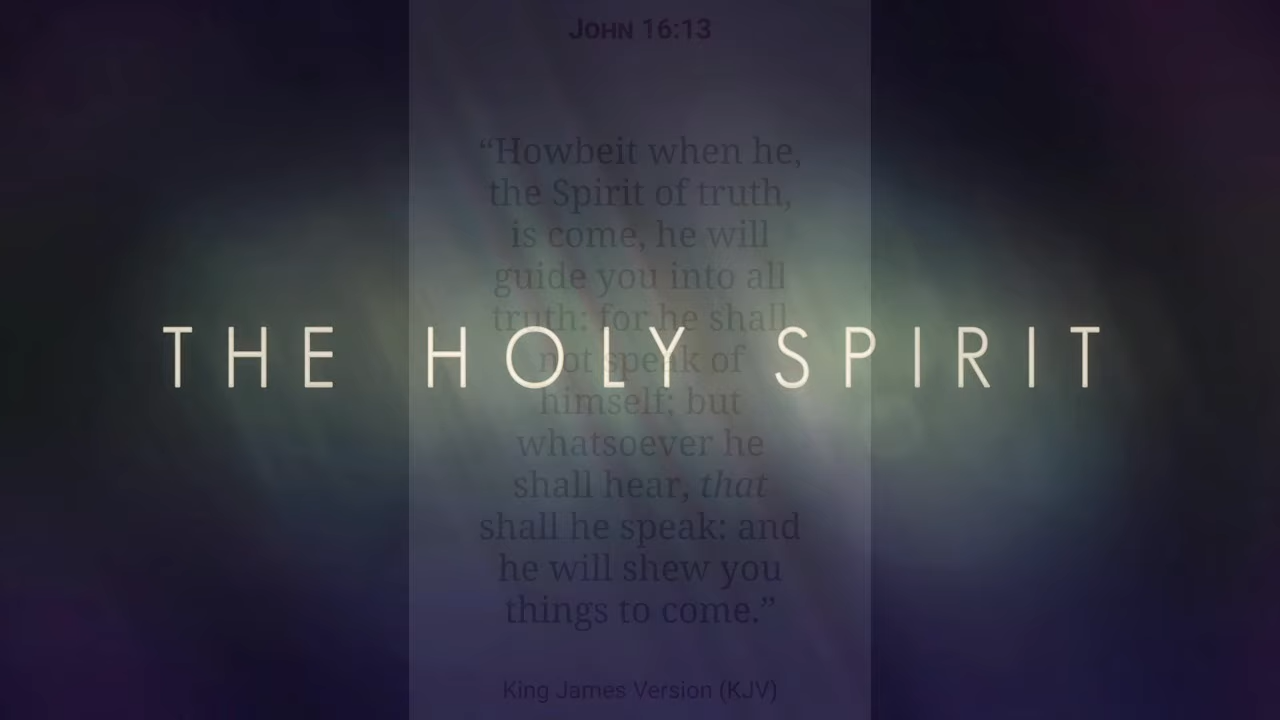 JOHN 16:13
“Howbeit when he,
the Spirit of truth,
is come, he will
guide you into all
truth: for he shall
THE HOLY SPIRIT
not speak of
himself; but
whatsoever he
shall hear, that
shall he speak: and
he will shew you
things to come.”
King James Version (KJV)